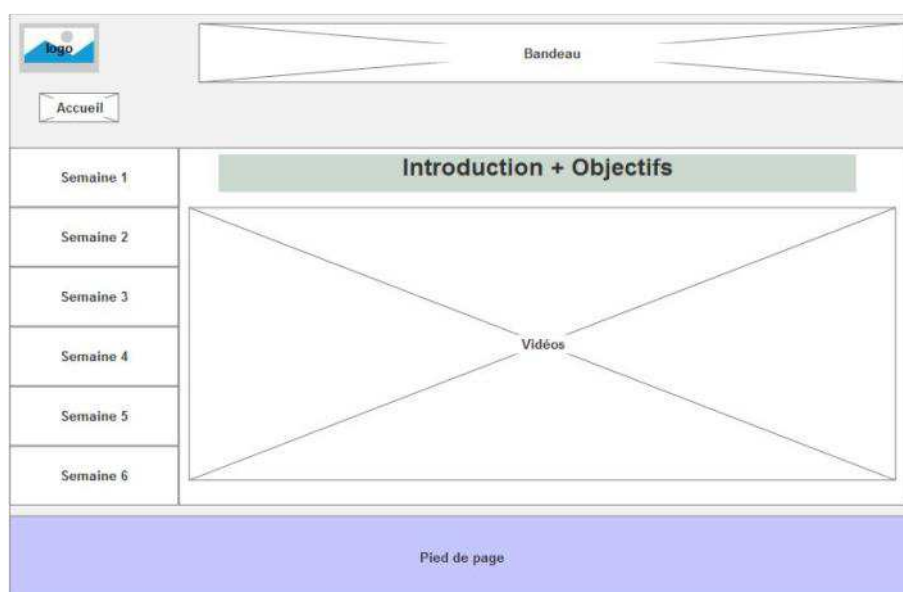 logo
Bandeau
Accueil
Introduction + Objectifs
Semaine 1
Semaine 2
Semaine 3
Semaine 4
Semaine 5
Semaine 6
Vidéos
Pied de page